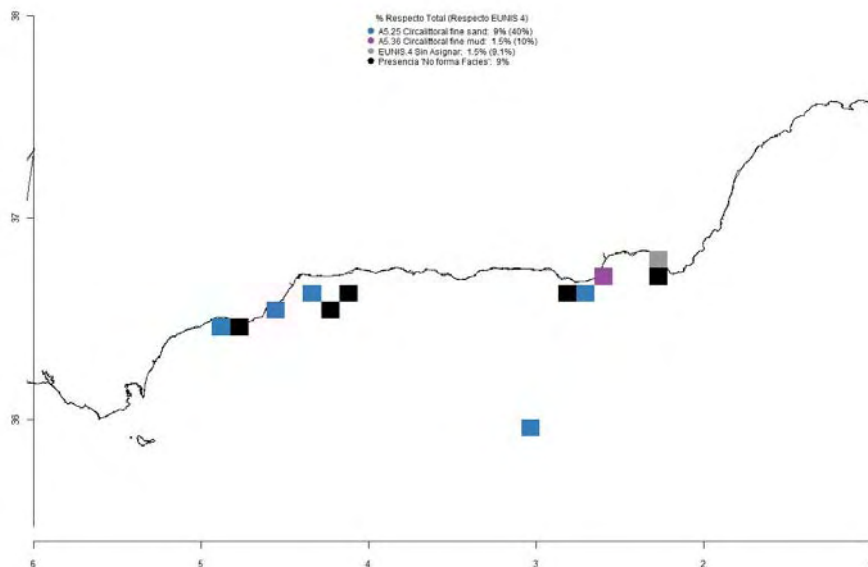 % Respecto Total (Respecto EUNIS 4)
A5.25 Circalittoral fine sand: 9% (40%)
A5.36 Circalittoral fine mud: 1.5% (10%)
EUNIS.4 Sin Asignar: 1.5% (9.1%)
Presencia 'No forma Facies': 9%
38
37
36
6 5 4 3 2